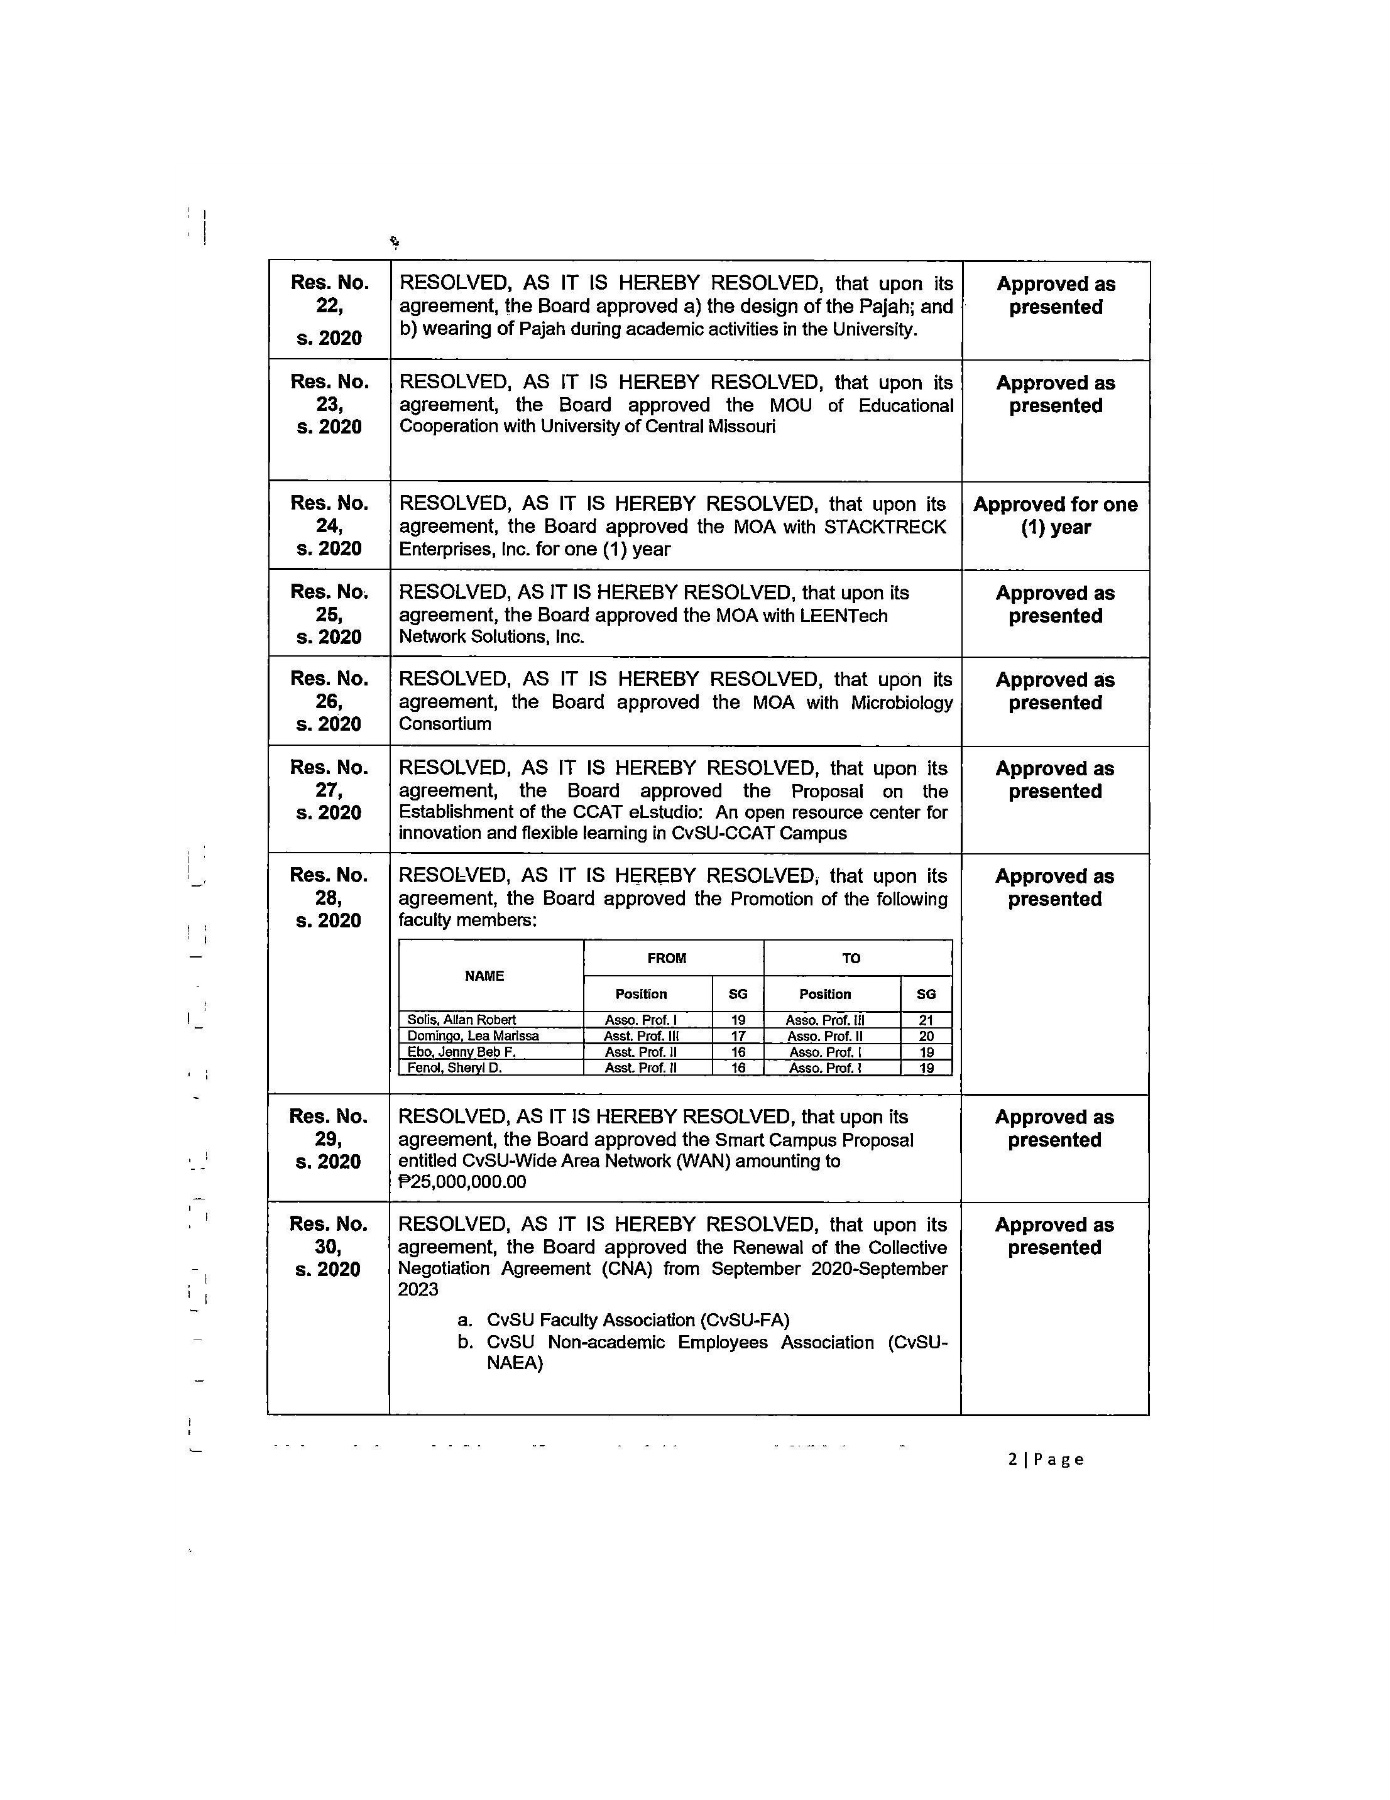 Res. No.
22,
s. 2020
RESOLVED, AS IT IS HEREBY RESOLVED, that upon its
agreement, the Board approved a) the design of the Pajah; and
b) wearing of Pajah during academic activities in the University.
Approved as
presented
Res. No.
23,
s. 2020
RESOLVED, AS IT IS HEREBY RESOLVED, that upon its
agreement, the Board approved the MOU of Educational
Cooperation with University of Central Missouri
Approved as
presented
Res. No.
24,
s. 2020
RESOLVED, AS IT IS HEREBY RESOLVED, that upon its
agreement, the Board approved the MOA with STACKTRECK
Enterprises, Inc. for one (1) year
Approved for one
(1) year
Res. No.
25,
s. 2020
RESOLVED, AS IT IS HEREBY RESOLVED, that upon its
agreement, the Board approved the MOA with LEENTech
Network Solutions, Inc.
Approved as
presented
Res. No.
26,
s. 2020
RESOLVED, AS IT IS HEREBY RESOLVED, that upon its
agreement, the Board approved the MOA with Microbiology
Consortium
Approved as
presented
Res. No.
27,
s. 2020
RESOLVED, AS IT IS HEREBY RESOLVED, that upon its
agreement, the Board approved the Proposal on the
Establishment of the CCAT eLstudio: An open resource center for
innovation and flexible learning in CvSU-CCAT Campus
Approved as
presented
Res. No.
28,
s. 2020
RESOLVED, AS IT IS HEREBY RESOLVED, that upon its
agreement, the Board approved the Promotion of the following
faculty members:
Approved as
presented
NAME FROM TO
Position SG Position SG
Solis, Allan Robert Asso. Prof. I 19 Asso. Prof. III 21
Domingo, Lea Marissa Asst. Prof. III 17 Asso. Prof. II 20
Ebo, Jenny Beb F. Asst. Prof. II 16 Asso. Prof. I 19
Fenol, Sheryl D. Asst. Prof. II 16 Asso. Prof. I 19
Res. No.
29,
s. 2020
RESOLVED, AS IT IS HEREBY RESOLVED, that upon its
agreement, the Board approved the Smart Campus Proposal
entitled CvSU-Wide Area Network (WAN) amounting to
₱25,000,000.00
Approved as
presented
Res. No.
30,
s. 2020
RESOLVED, AS IT IS HEREBY RESOLVED, that upon its
agreement, the Board approved the Renewal of the Collective
Negotiation Agreement (CNA) from September 2020-September
2023
a. CvSU Faculty Association (CvSU-FA)
b. CvSU Non-academic Employees Association (CvSU-
NAEA)
Approved as
presented
2 | P a g e